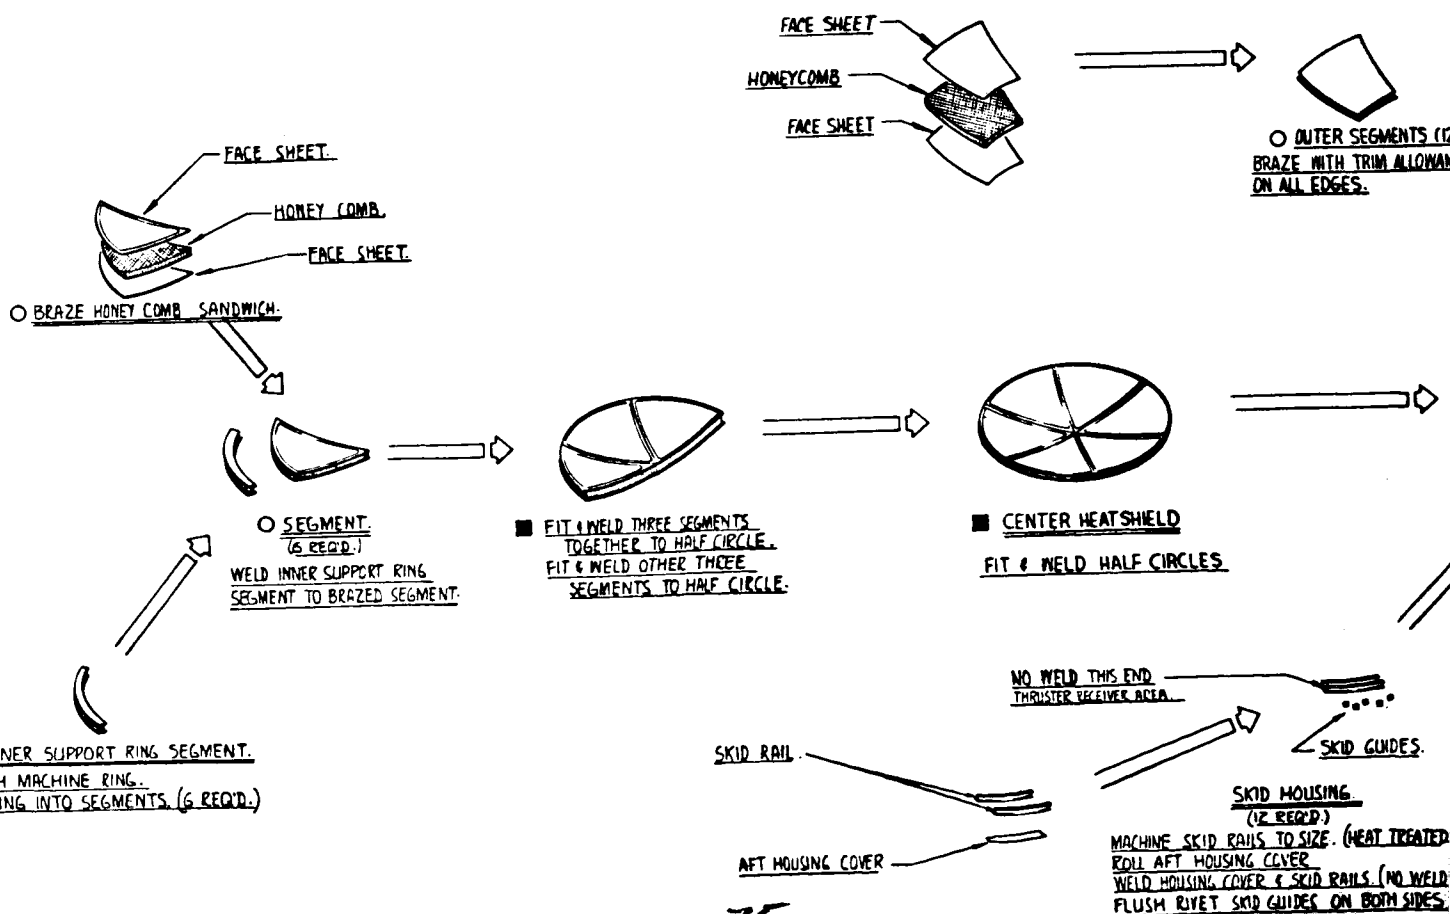 FACE SHEET
HONEYCOMB
FACE SHEET
OUTER SEGMENTS (12
BRAZE WITH TRIM ALLOWAN
ON ALL EDGES.
FACE SHEET.
HONEY COMB.
FACE SHEET.
BRAZE HONEY COMB SANDWICH.
SEGMENT.
(6 REQ'D.)
WELD INNER SUPPORT RING
SEGMENT TO BRAZED SEGMENT.
FIT & WELD THREE SEGMENTS
TOGETHER TO HALF CIRCLE.
FIT & WELD OTHER THREE
SEGMENTS TO HALF CIRCLE.
CENTER HEATSHIELD
FIT & WELD HALF CIRCLES
NNER SUPPORT RING SEGMENT.
H MACHINE RING.
ING INTO SEGMENTS. (6 REQ'D.)
NO WELD THIS END
THRUSTER RECEIVER AREA.
SKID GUIDES.
SKID RAIL.
AFT HOUSING COVER
SKID HOUSING.
(12 REQ'D.)
MACHINE SKID RAILS TO SIZE. (HEAT TREATED
ROLL AFT HOUSING COVER
WELD HOUSING COVER & SKID RAILS. (NO WELD
FLUSH RIVET SKID GUIDES ON BOTH SIDES.